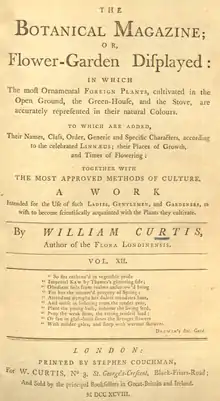 THE
BOTANICAL MAGAZINE;
OR,
Flower-Garden Displayed:
IN WHICH
The most Ornamental FOREIGN PLANTS, cultivated in the
Open Ground, the Green-House, and the Stove, are
accurately represented in their natural Colours.
TO WHICH ARE ADDED,
Their Names, Class, Order, Generic and Specific Characters, according
to the celebrated LINNÆUS; their Places of Growth,
and Times of Flowering:
TOGETHER WITH
THE MOST APPROVED METHODS OF CULTURE.
A WORK
Intended for the Use of such LADIES, GENTLEMEN, and GARDENERS, as
wish to become scientifically acquainted with the Plants they cultivate.
By WILLIAM CURTIS,
Author of the FLORA LONDINENSIS.
VOL. XII.
LONDON:
PRINTED BY STEPHEN COUCHMAN,
For W. CURTIS, Nº 3, St. George's-Crescent, Black-Friars-Road;
And Sold by the principal Booksellers in Great-Britain and Ireland.
M DCC XCVIII.